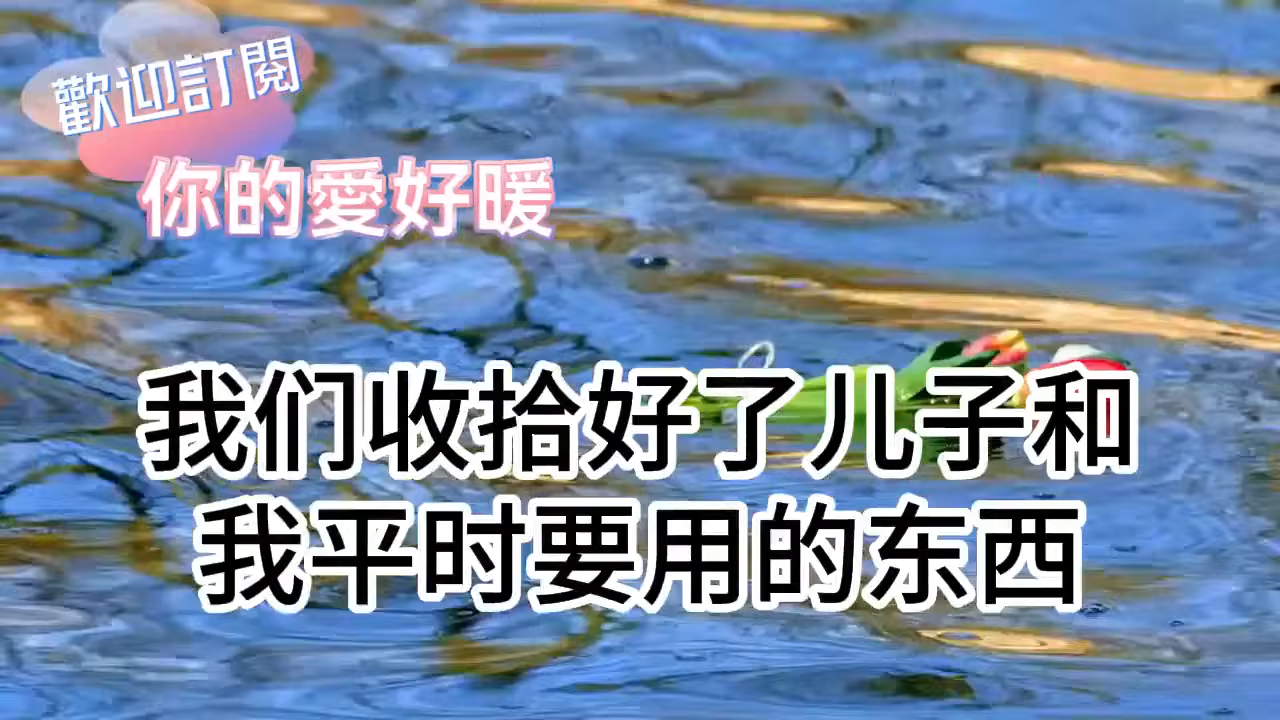 歡迎訂閱
你的愛好暖
我们收拾好了儿子和
我平时要用的东西